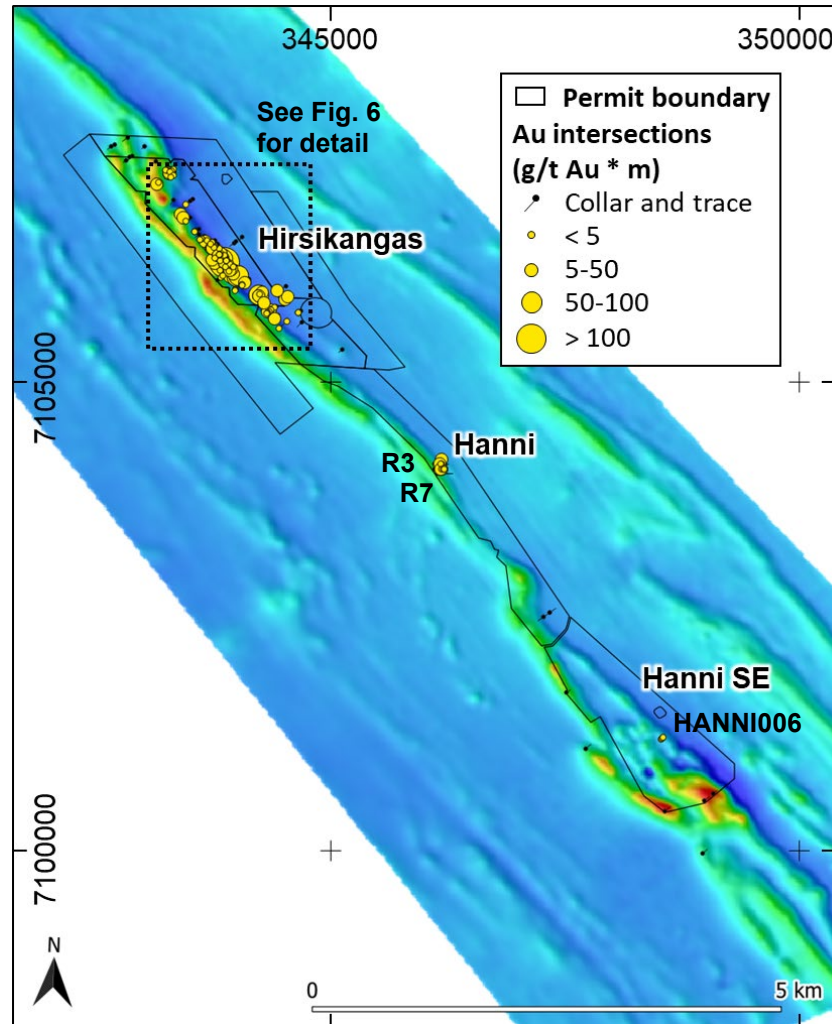 345000
350000
See Fig. 6
for detail
Permit boundary
Au intersections
(g/t Au * m)
Collar and trace
< 5
5-50
50-100
> 100
Hirsikangas
7105000
Hanni
R3
R7
Hanni SE
HANNI006
7100000
N
0
5 km